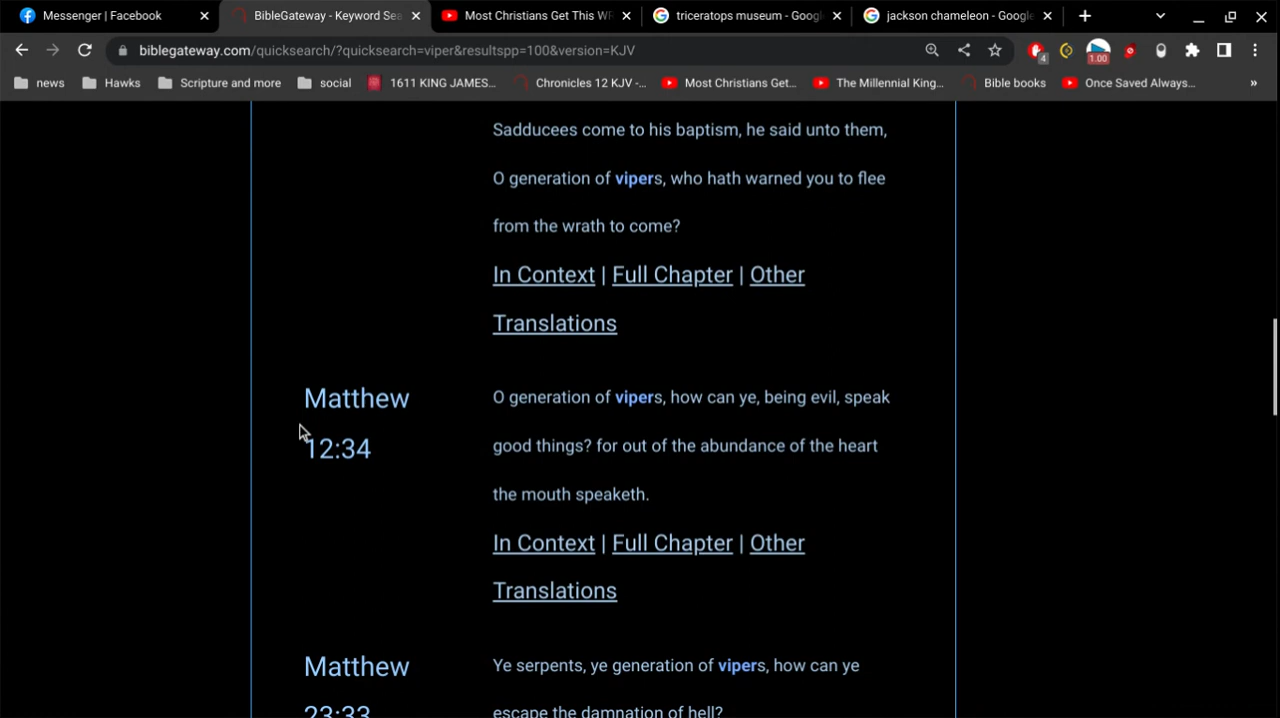 Messenger | Facebook
BibleGateway - Keyword Sea
Most Christians Get This WR
triceratops museum - Google
jackson chameleon - Google
biblegateway.com/quicksearch/?quicksearch=viper&resultspp=100&version=KJV
4
1.00
news
Hawks
Scripture and more
social
1611 KING JAMES...
Chronicles 12 KJV -...
Most Christians Get...
The Millennial King...
Bible books
Once Saved Always...
»
Sadducees come to his baptism, he said unto them,
O generation of vipers, who hath warned you to flee
from the wrath to come?
In Context | Full Chapter | Other
Translations
Matthew
12:34
O generation of vipers, how can ye, being evil, speak
good things? for out of the abundance of the heart
the mouth speaketh.
In Context | Full Chapter | Other
Translations
Matthew
23:33
Ye serpents, ye generation of vipers, how can ye
escape the damnation of hell?